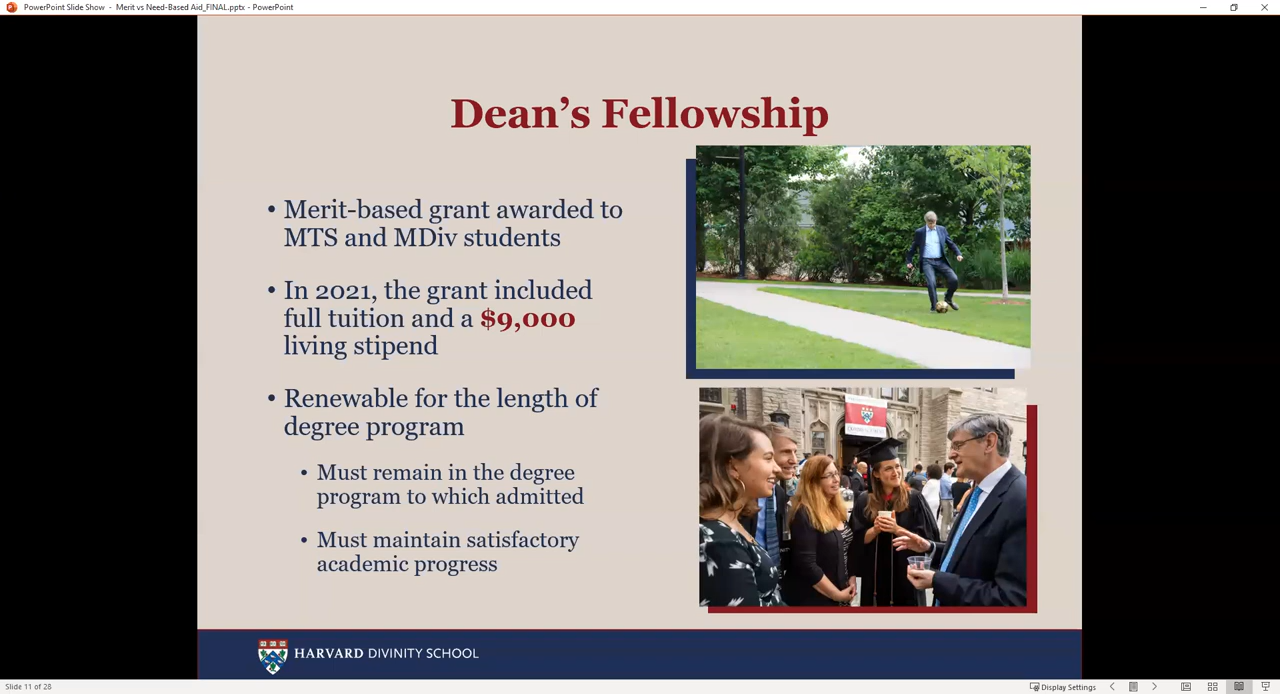 PowerPoint Slide Show - Merit vs Need-Based Aid_FINAL.pptx - PowerPoint
Dean's Fellowship
• Merit-based grant awarded to
MTS and MDiv students
• In 2021, the grant included
full tuition and a $9,000
living stipend
• Renewable for the length of
degree program
• Must remain in the degree
program to which admitted
• Must maintain satisfactory
academic progress
HARVARD DIVINITY SCHOOL
Slide 11 of 28
Display Settings